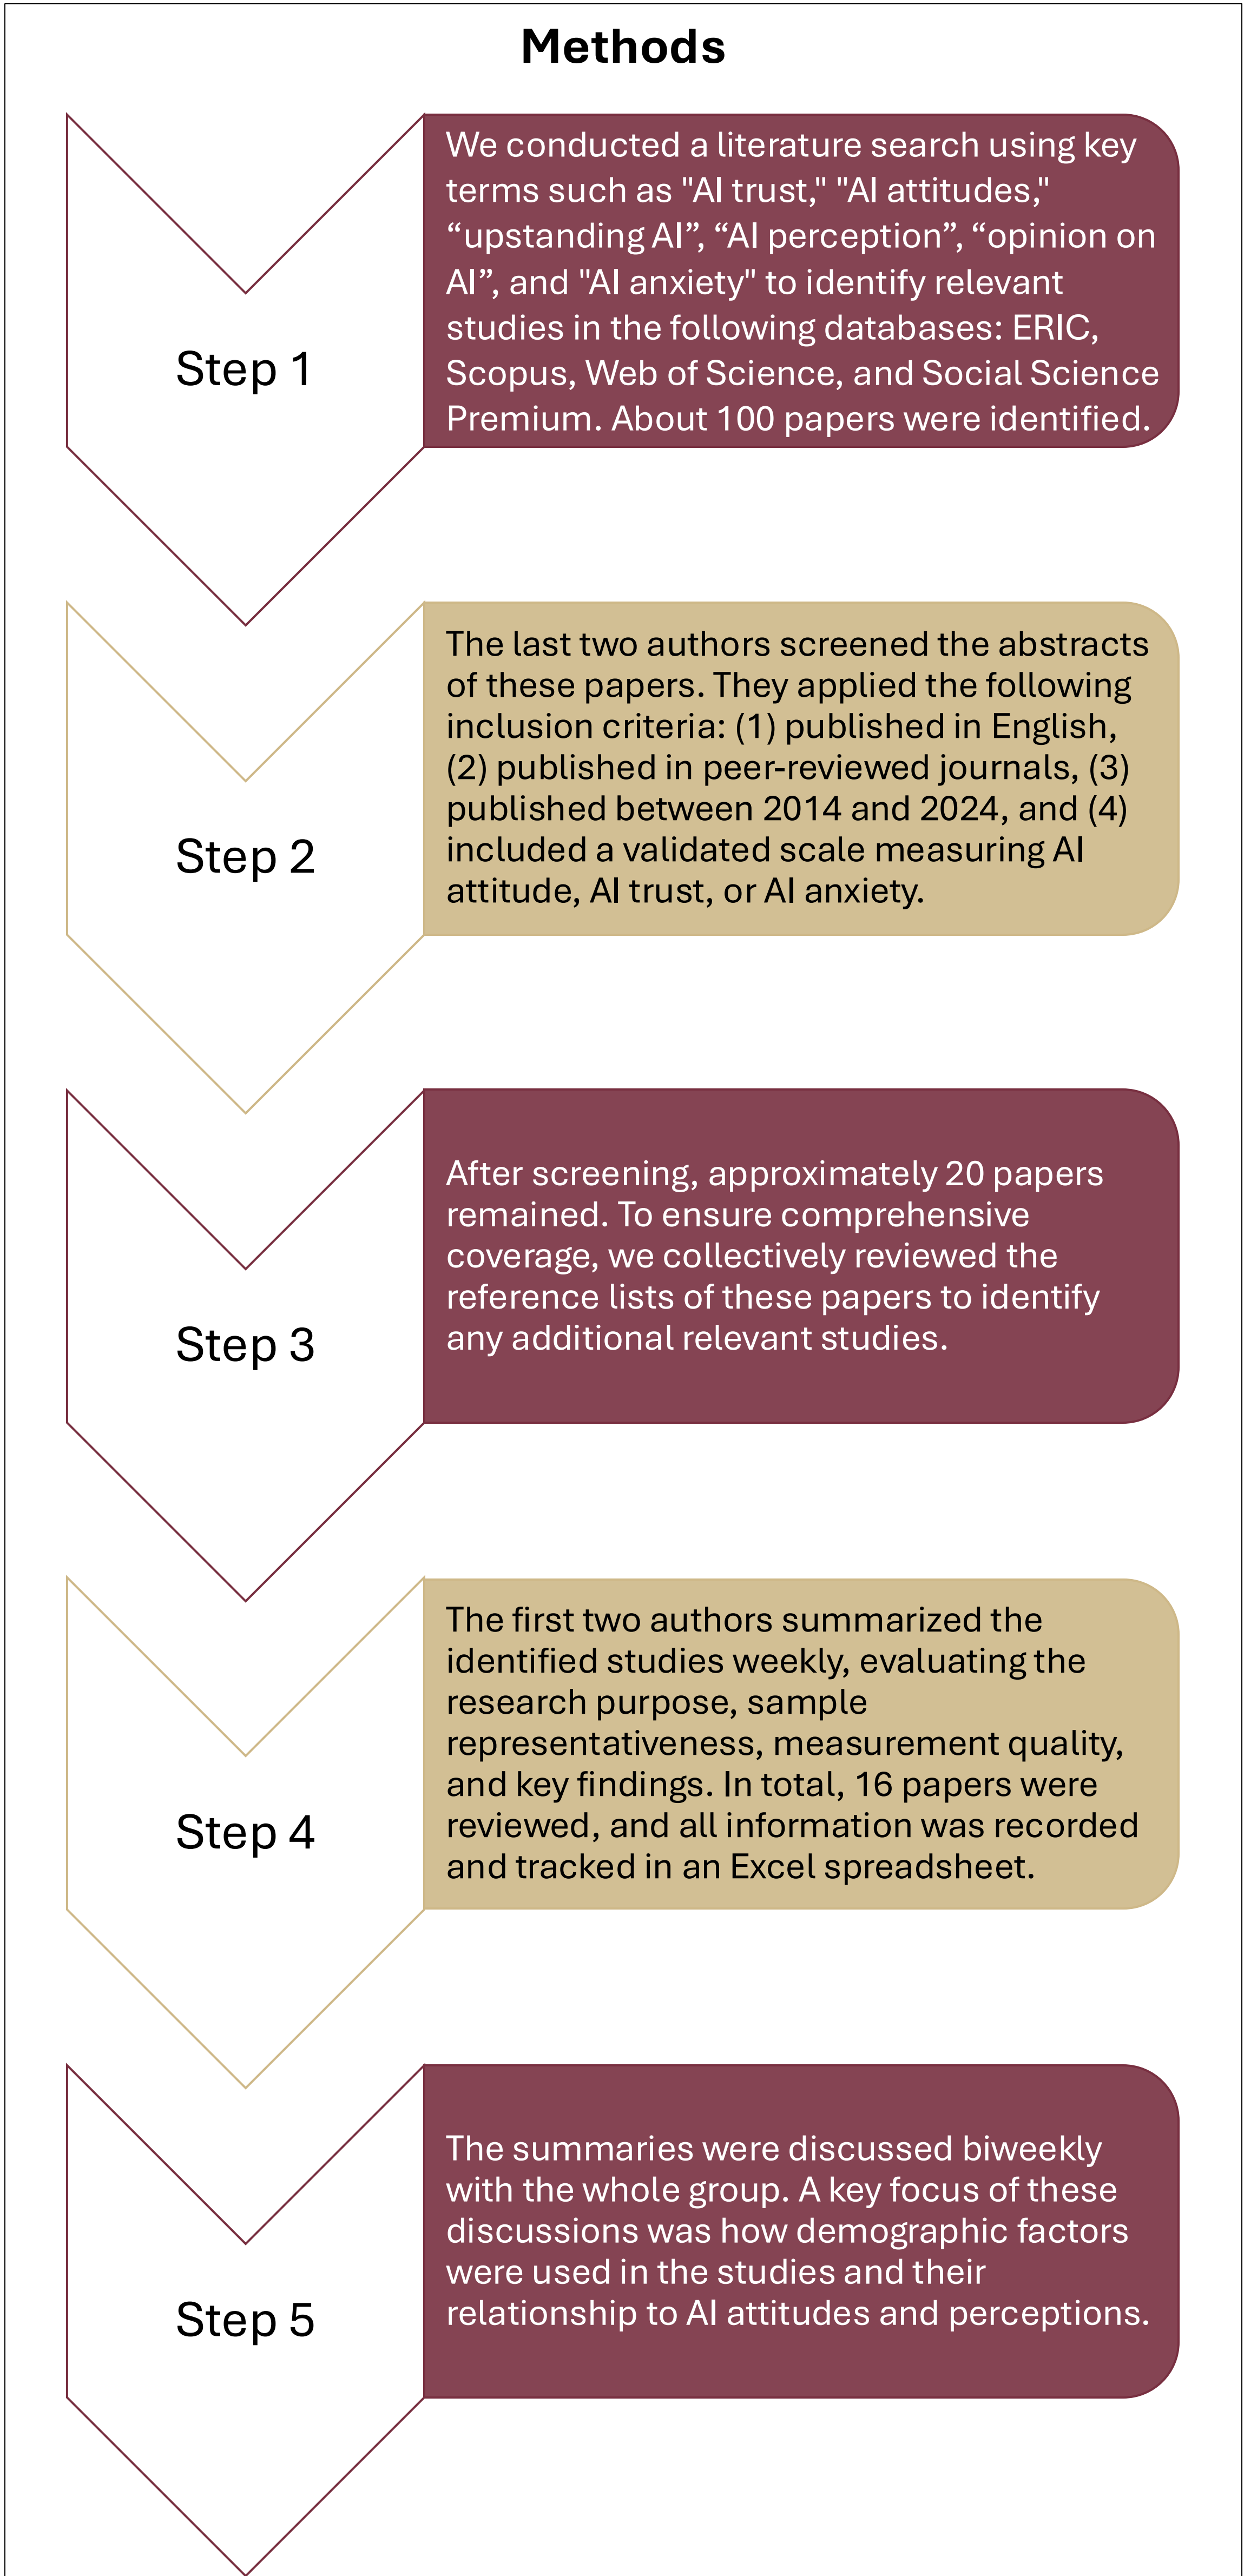 Methods
Step 1
We conducted a literature search using key
terms such as "AI trust," "AI attitudes,"
“upstanding AI”, “AI perception”, “opinion on
AI”, and "AI anxiety" to identify relevant
studies in the following databases: ERIC,
Scopus, Web of Science, and Social Science
Premium. About 100 papers were identified.
Step 2
The last two authors screened the abstracts
of these papers. They applied the following
inclusion criteria: (1) published in English,
(2) published in peer-reviewed journals, (3)
published between 2014 and 2024, and (4)
included a validated scale measuring AI
attitude, AI trust, or AI anxiety.
Step 3
After screening, approximately 20 papers
remained. To ensure comprehensive
coverage, we collectively reviewed the
reference lists of these papers to identify
any additional relevant studies.
Step 4
The first two authors summarized the
identified studies weekly, evaluating the
research purpose, sample
representativeness, measurement quality,
and key findings. In total, 16 papers were
reviewed, and all information was recorded
and tracked in an Excel spreadsheet.
Step 5
The summaries were discussed biweekly
with the whole group. A key focus of these
discussions was how demographic factors
were used in the studies and their
relationship to AI attitudes and perceptions.